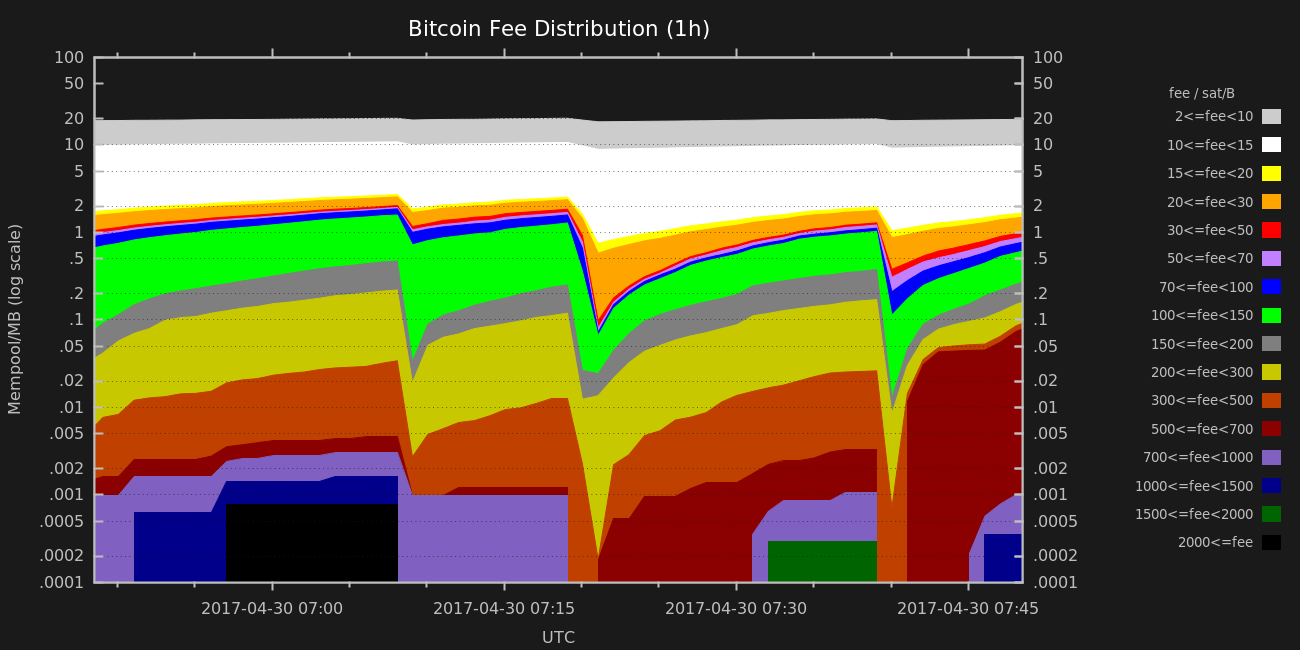 Bitcoin Fee Distribution (1h)
100 100
50 50
20 20
10 10
5 5
2 2
1 1
.5 .5
.2 .2
.1 .1
.05 .05
.02 .02
.01 .01
.005 .005
.002 .002
.001 .001
.0005 .0005
.0002 .0002
.0001 .0001
Mempool/MB (log scale)
2017-04-30 07:00 2017-04-30 07:15 2017-04-30 07:30 2017-04-30 07:45
UTC
fee / sat/B
2<=fee<10
10<=fee<15
15<=fee<20
20<=fee<30
30<=fee<50
50<=fee<70
70<=fee<100
100<=fee<150
150<=fee<200
200<=fee<300
300<=fee<500
500<=fee<700
700<=fee<1000
1000<=fee<1500
1500<=fee<2000
2000<=fee